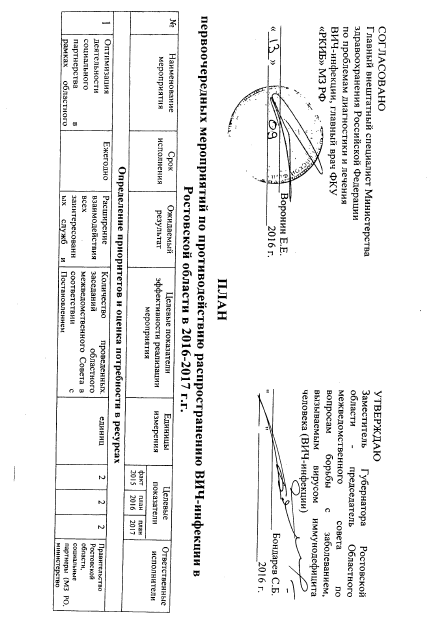 СОГЛАСОВАНО
Главный внештатный специалист Министерства
здравоохранения Российской Федерации
по проблемам диагностики и лечения
ВИЧ-инфекции, главный врач ФКУ
«РКИБ» МЗ РФ
Воронин Е.Е.
« 13 » 09 2016 г.
УТВЕРЖДАЮ
Заместитель Губернатора Ростовской
области - председатель Областного
межведомственного совета по
вопросам борьбы с заболеванием,
вызываемым вирусом иммунодефицита
человека (ВИЧ-инфекции)
Бондарев С.Б.
« » 2016 г.
ПЛАН
первоочередных мероприятий по противодействию распространению ВИЧ-инфекции в
Ростовской области в 2016-2017 г.г.
№
Наименование
мероприятия
Срок
исполнения
Ожидаемый
результат
Целевые показатели
эффективности реализации
мероприятия
Единицы
измерения
Целевые
показатели
факт план план
2015 2016 2017
Ответственные
исполнители
Определение приоритетов и оценка потребности в ресурсах
1
Оптимизация
деятельности
социального
партнерства в
рамках областного
Ежегодно
Расширение
взаимодействия
всех
заинтересованн
ых служб и
Количество проведенных
заседаний областного
межведомственного Совета в
соответствии с
Постановлением
единиц
2 2 2
Правительство
Ростовской
области,
социальные
партнеры (МЗ РО,
министерство